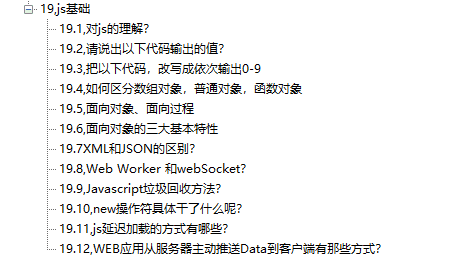 19,js基础
19.1,对js的理解?
19.2,请说出以下代码输出的值?
19.3,把以下代码，改写成依次输出0-9
19.4,如何区分数组对象，普通对象，函数对象
19.5,面向对象、面向过程
19.6,面向对象的三大基本特性
19.7XML和JSON的区别?
19.8,Web Worker 和webSocket?
19.9,Javascript垃圾回收方法?
19.10,new操作符具体干了什么呢?
19.11,js延迟加载的方式有哪些?
19.12,WEB应用从服务器主动推送Data到客户端有那些方式?